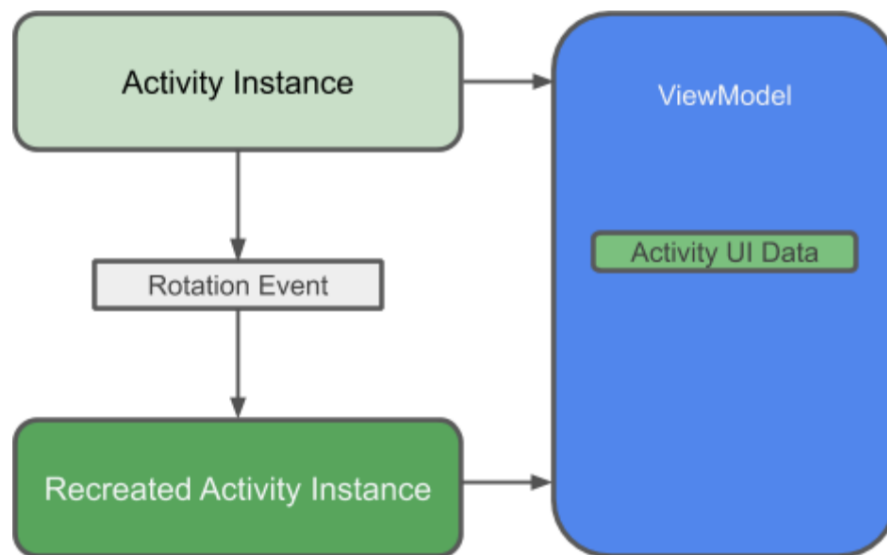 Activity Instance
ViewModel
Activity UI Data
Rotation Event
Recreated Activity Instance